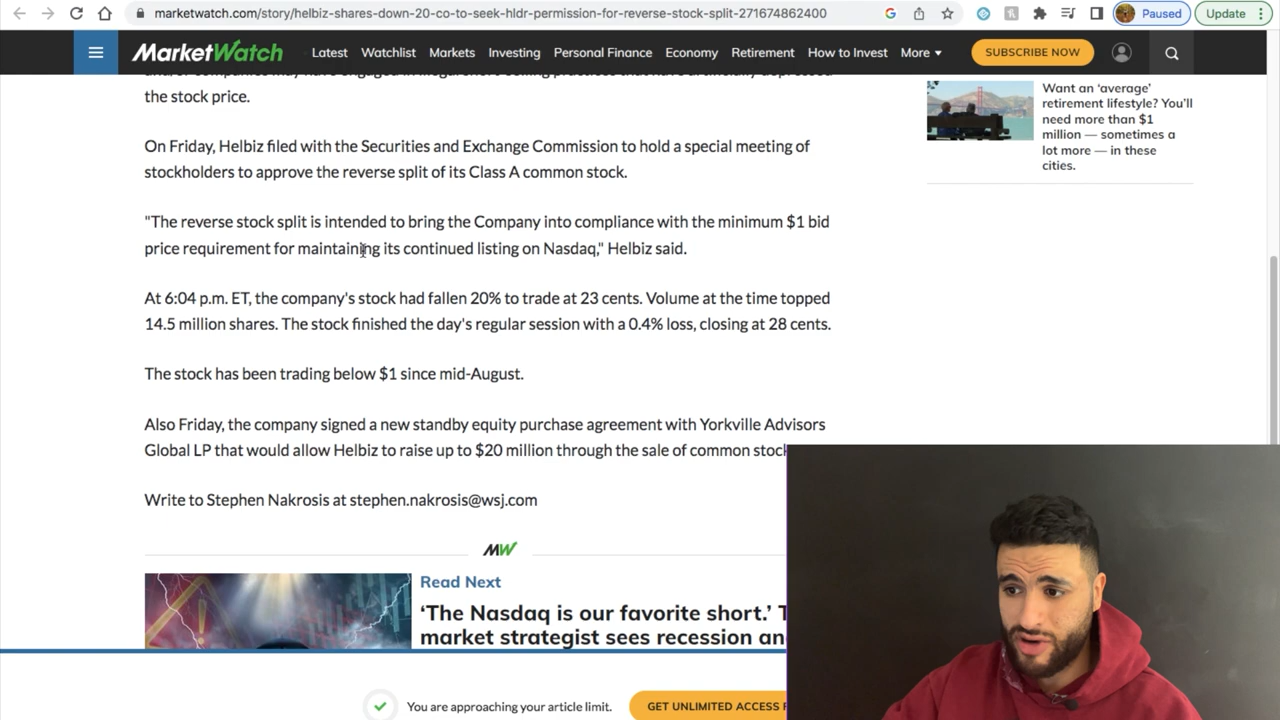 marketwatch.com/story/helbiz-shares-down-20-co-to-seek-hldr-permission-for-reverse-stock-split-271674862400
Paused
Update
MarketWatch
Latest
Watchlist
Markets
Investing
Personal Finance
Economy
Retirement
How to Invest
More
SUBSCRIBE NOW
the stock price.
On Friday, Helbiz filed with the Securities and Exchange Commission to hold a special meeting of
stockholders to approve the reverse split of its Class A common stock.
"The reverse stock split is intended to bring the Company into compliance with the minimum $1 bid
price requirement for maintaining its continued listing on Nasdaq," Helbiz said.
At 6:04 p.m. ET, the company's stock had fallen 20% to trade at 23 cents. Volume at the time topped
14.5 million shares. The stock finished the day's regular session with a 0.4% loss, closing at 28 cents.
The stock has been trading below $1 since mid-August.
Also Friday, the company signed a new standby equity purchase agreement with Yorkville Advisors
Global LP that would allow Helbiz to raise up to $20 million through the sale of common stock
Write to Stephen Nakrosis at stephen.nakrosis@wsj.com
MW
Read Next
‘The Nasdaq is our favorite short.’
market strategist sees recession
You are approaching your article limit.
GET UNLIMITED ACCESS
Want an ‘average’
retirement lifestyle? You’ll
need more than $1
million — sometimes a
lot more — in these
cities.